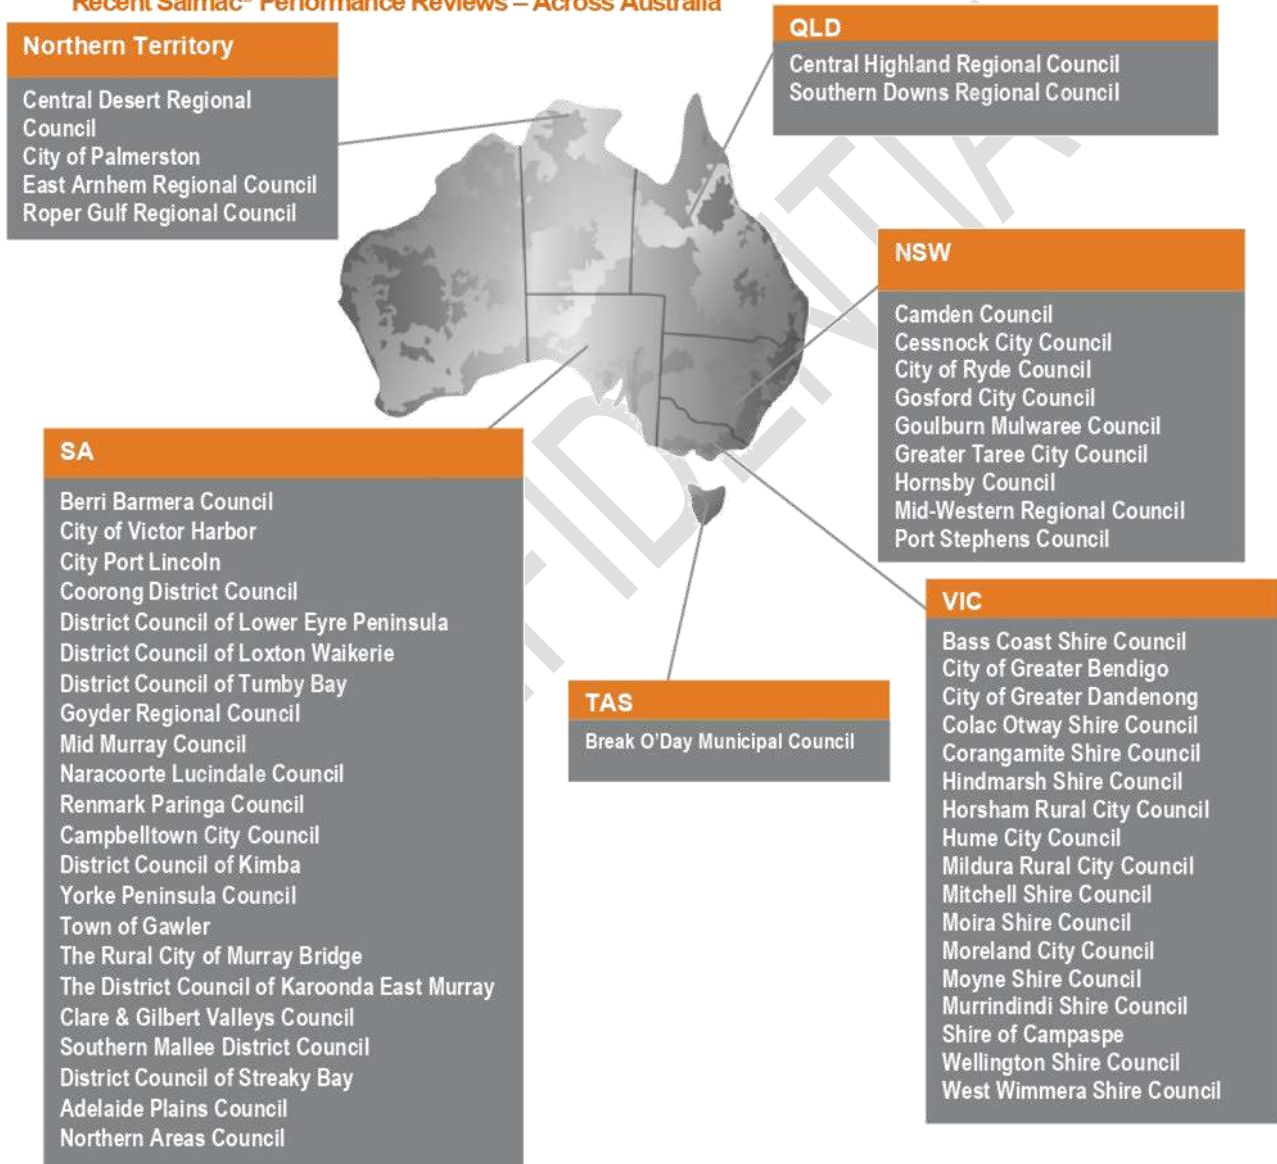 Recent Salmac® Performance Reviews – Across Australia
Northern Territory
Central Desert Regional
Council
City of Palmerston
East Arnhem Regional Council
Roper Gulf Regional Council
QLD
Central Highland Regional Council
Southern Downs Regional Council
NSW
Camden Council
Cessnock City Council
City of Ryde Council
Gosford City Council
Goulburn Mulwaree Council
Greater Taree City Council
Hornsby Council
Mid-Western Regional Council
Port Stephens Council
SA
Berri Barmera Council
City of Victor Harbor
City Port Lincoln
Coorong District Council
District Council of Lower Eyre Peninsula
District Council of Loxton Waikerie
District Council of Tumby Bay
Goyder Regional Council
Mid Murray Council
Naracoorte Lucindale Council
Renmark Paringa Council
Campbelltown City Council
District Council of Kimba
Yorke Peninsula Council
Town of Gawler
The Rural City of Murray Bridge
The District Council of Karoonda East Murray
Clare & Gilbert Valleys Council
Southern Mallee District Council
District Council of Streaky Bay
Adelaide Plains Council
Northern Areas Council
TAS
Break O'Day Municipal Council
VIC
Bass Coast Shire Council
City of Greater Bendigo
City of Greater Dandenong
Colac Otway Shire Council
Corangamite Shire Council
Hindmarsh Shire Council
Horsham Rural City Council
Hume City Council
Mildura Rural City Council
Mitchell Shire Council
Moira Shire Council
Moreland City Council
Moyne Shire Council
Murrindindi Shire Council
Shire of Campaspe
Wellington Shire Council
West Wimmera Shire Council